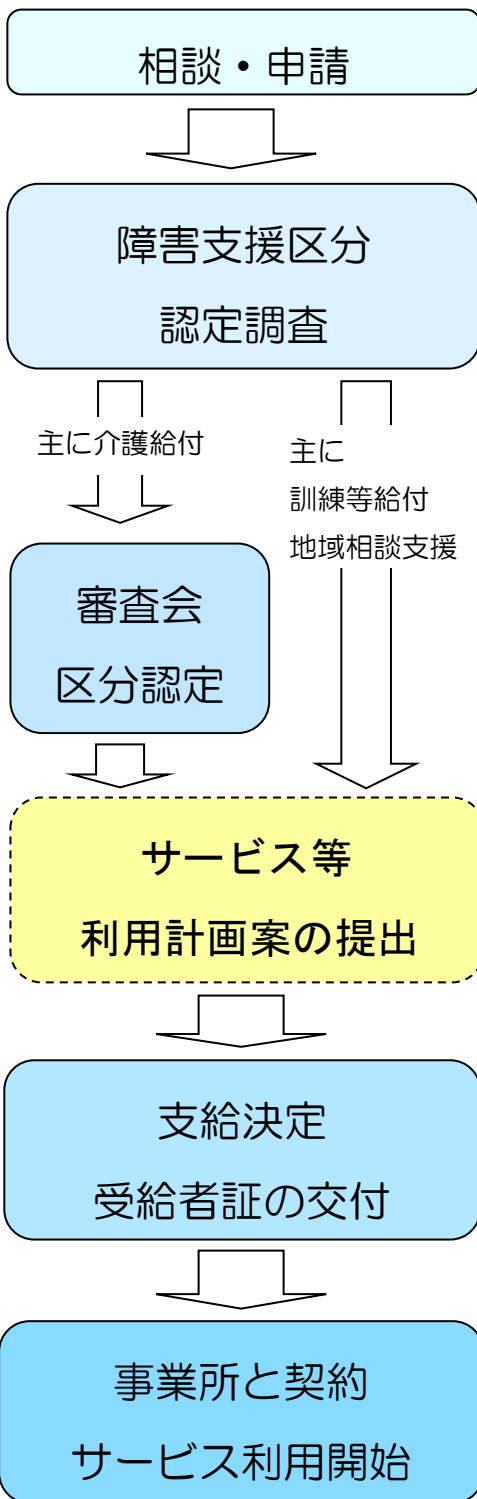 相談・申請
障害支援区分
認定調査
主に介護給付
主に
訓練等給付
地域相談支援
審査会
区分認定
サービス等
利用計画案の提出
支給決定
受給者証の交付
事業所と契約
サービス利用開始